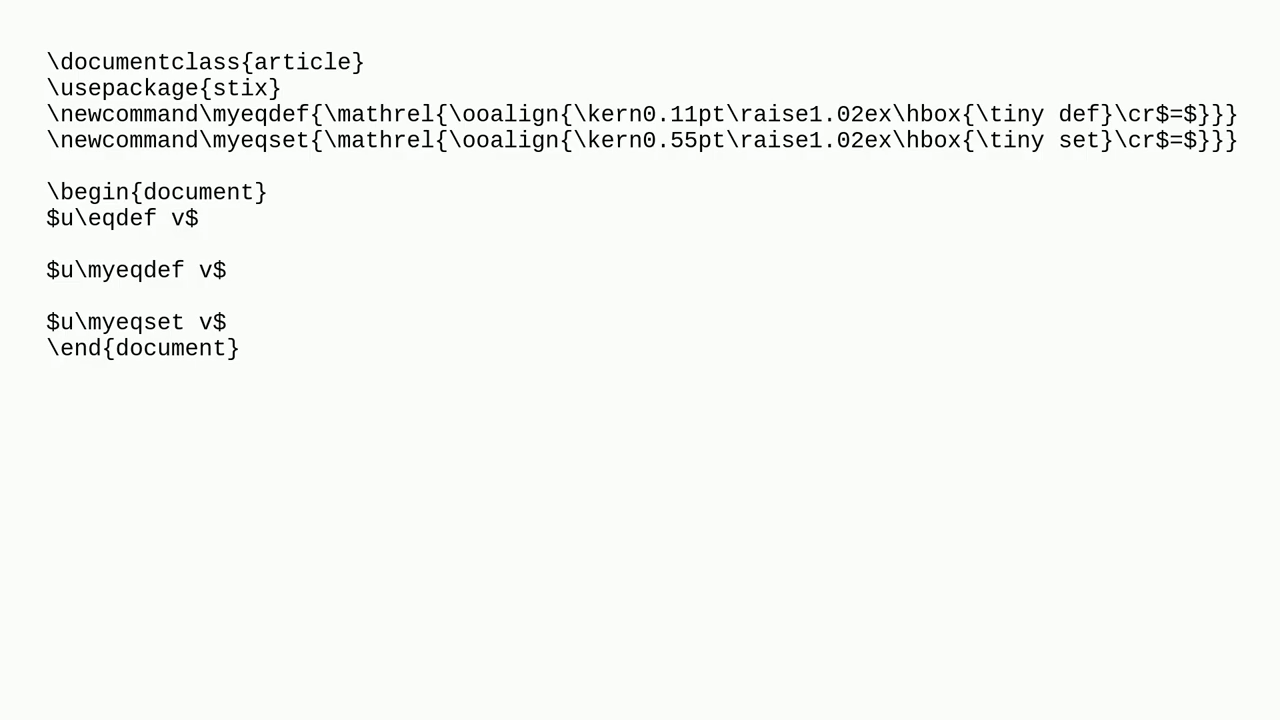 \documentclass{article}
\usepackage{stix}
\newcommand\myeqdef{\mathrel{\ooalign{\kern0.11pt\raise1.02ex\hbox{\tiny def}\cr$=$}}}
\newcommand\myeqset{\mathrel{\ooalign{\kern0.55pt\raise1.02ex\hbox{\tiny set}\cr$=$}}}
\begin{document}
$u\eqdef v$
$u\myeqdef v$
$u\myeqset v$
\end{document}